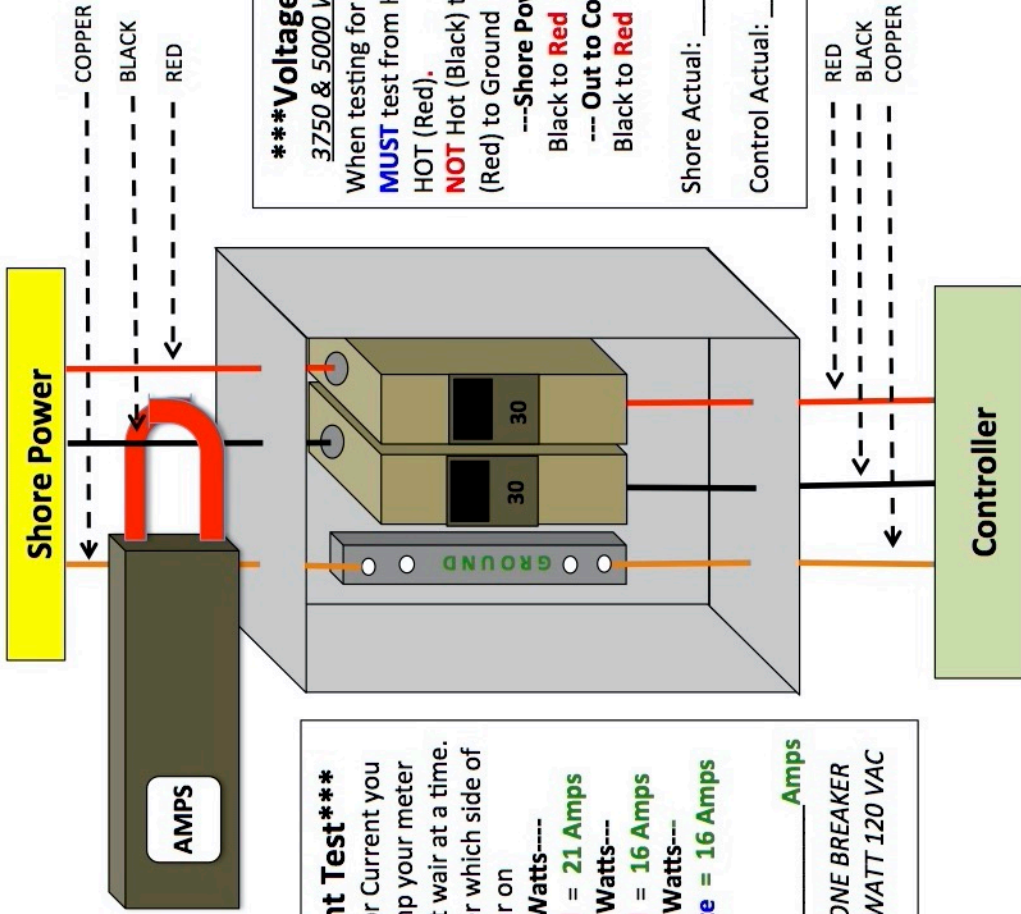 Shore Power
COPPER
BLACK
RED
AMPS
GROUND
30
30
Controller
RED
BLACK
COPPER
nt Test***
or Current you
mp your meter
t wair at a time.
r which side of
r on
Watts----
= 21 Amps
Watts---
= 16 Amps
Watts---
e = 16 Amps
Amps
ONE BREAKER
WATT 120 VAC
***Voltage
3750 & 5000 W
When testing for
MUST test from H
HOT (Red).
NOT Hot (Black) t
(Red) to Ground
---Shore Pow
Black to Red
--- Out to Co
Black to Red
Shore Actual: ___
Control Actual: _